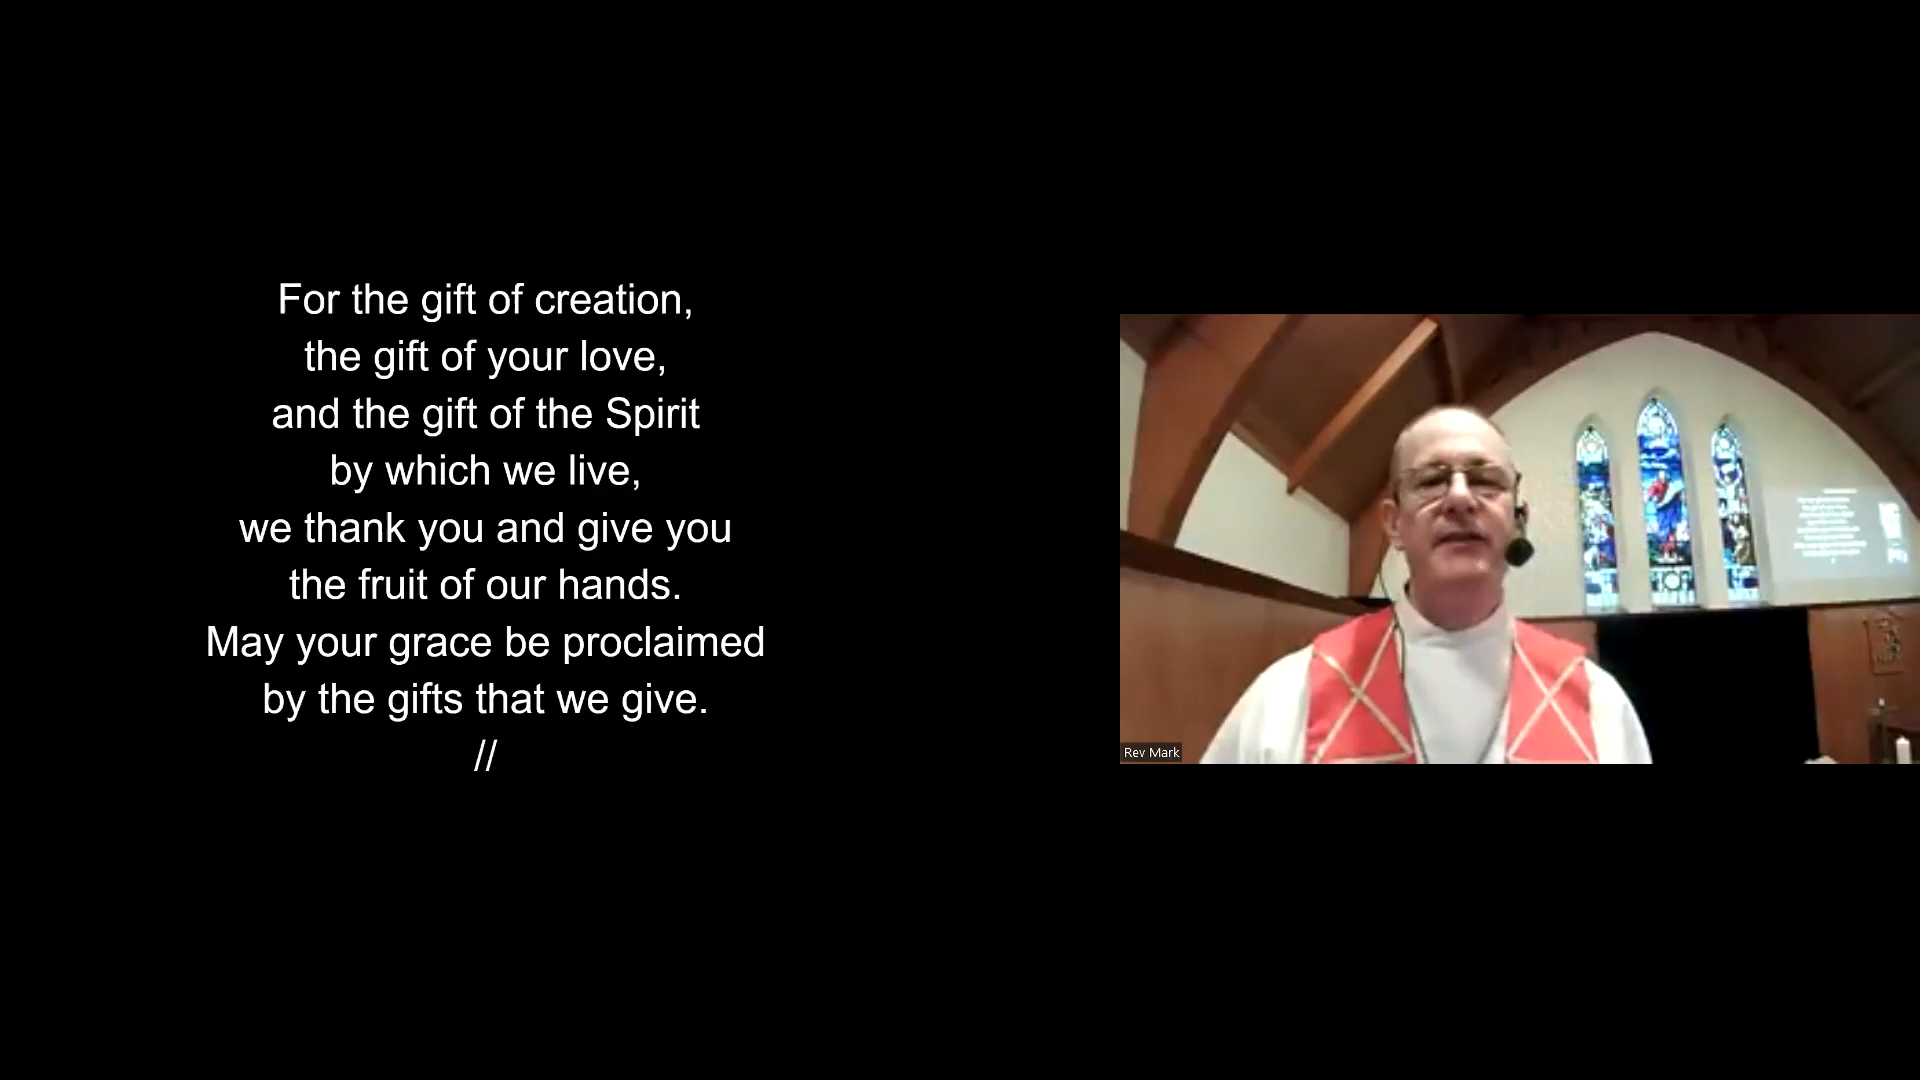 For the gift of creation,
the gift of your love,
and the gift of the Spirit
by which we live,
we thank you and give you
the fruit of our hands.
May your grace be proclaimed
by the gifts that we give.
//
Rev Mark